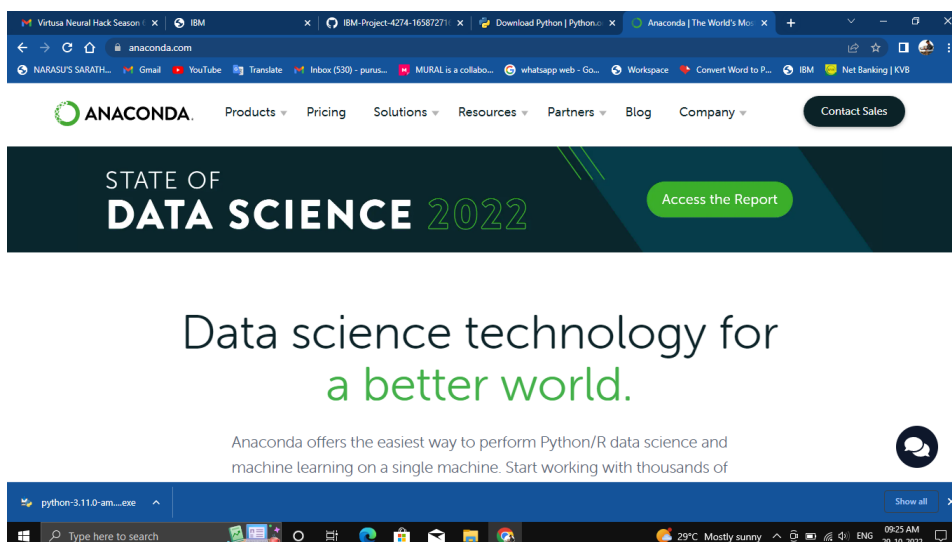 Virtusa Neural Hack Season
IBM
IBM-Project-4274-16587271
Download Python | Python.o
Anaconda | The World's Mos
anaconda.com
NARASU'S SARATH...
Gmail
YouTube
Translate
Inbox (530) - purus...
MURAL is a collabo...
whatsapp web - Go...
Workspace
Convert Word to P...
IBM
Net Banking | KVB
ANACONDA.
Products
Pricing
Solutions
Resources
Partners
Blog
Company
Contact Sales
STATE OF
DATA SCIENCE 2022
Access the Report
Data science technology for
a better world.
Anaconda offers the easiest way to perform Python/R data science and
machine learning on a single machine. Start working with thousands of
python-3.11.0-am....exe
Show all
Type here to search
29°C Mostly sunny
ENG
09:25 AM
20-10-2022